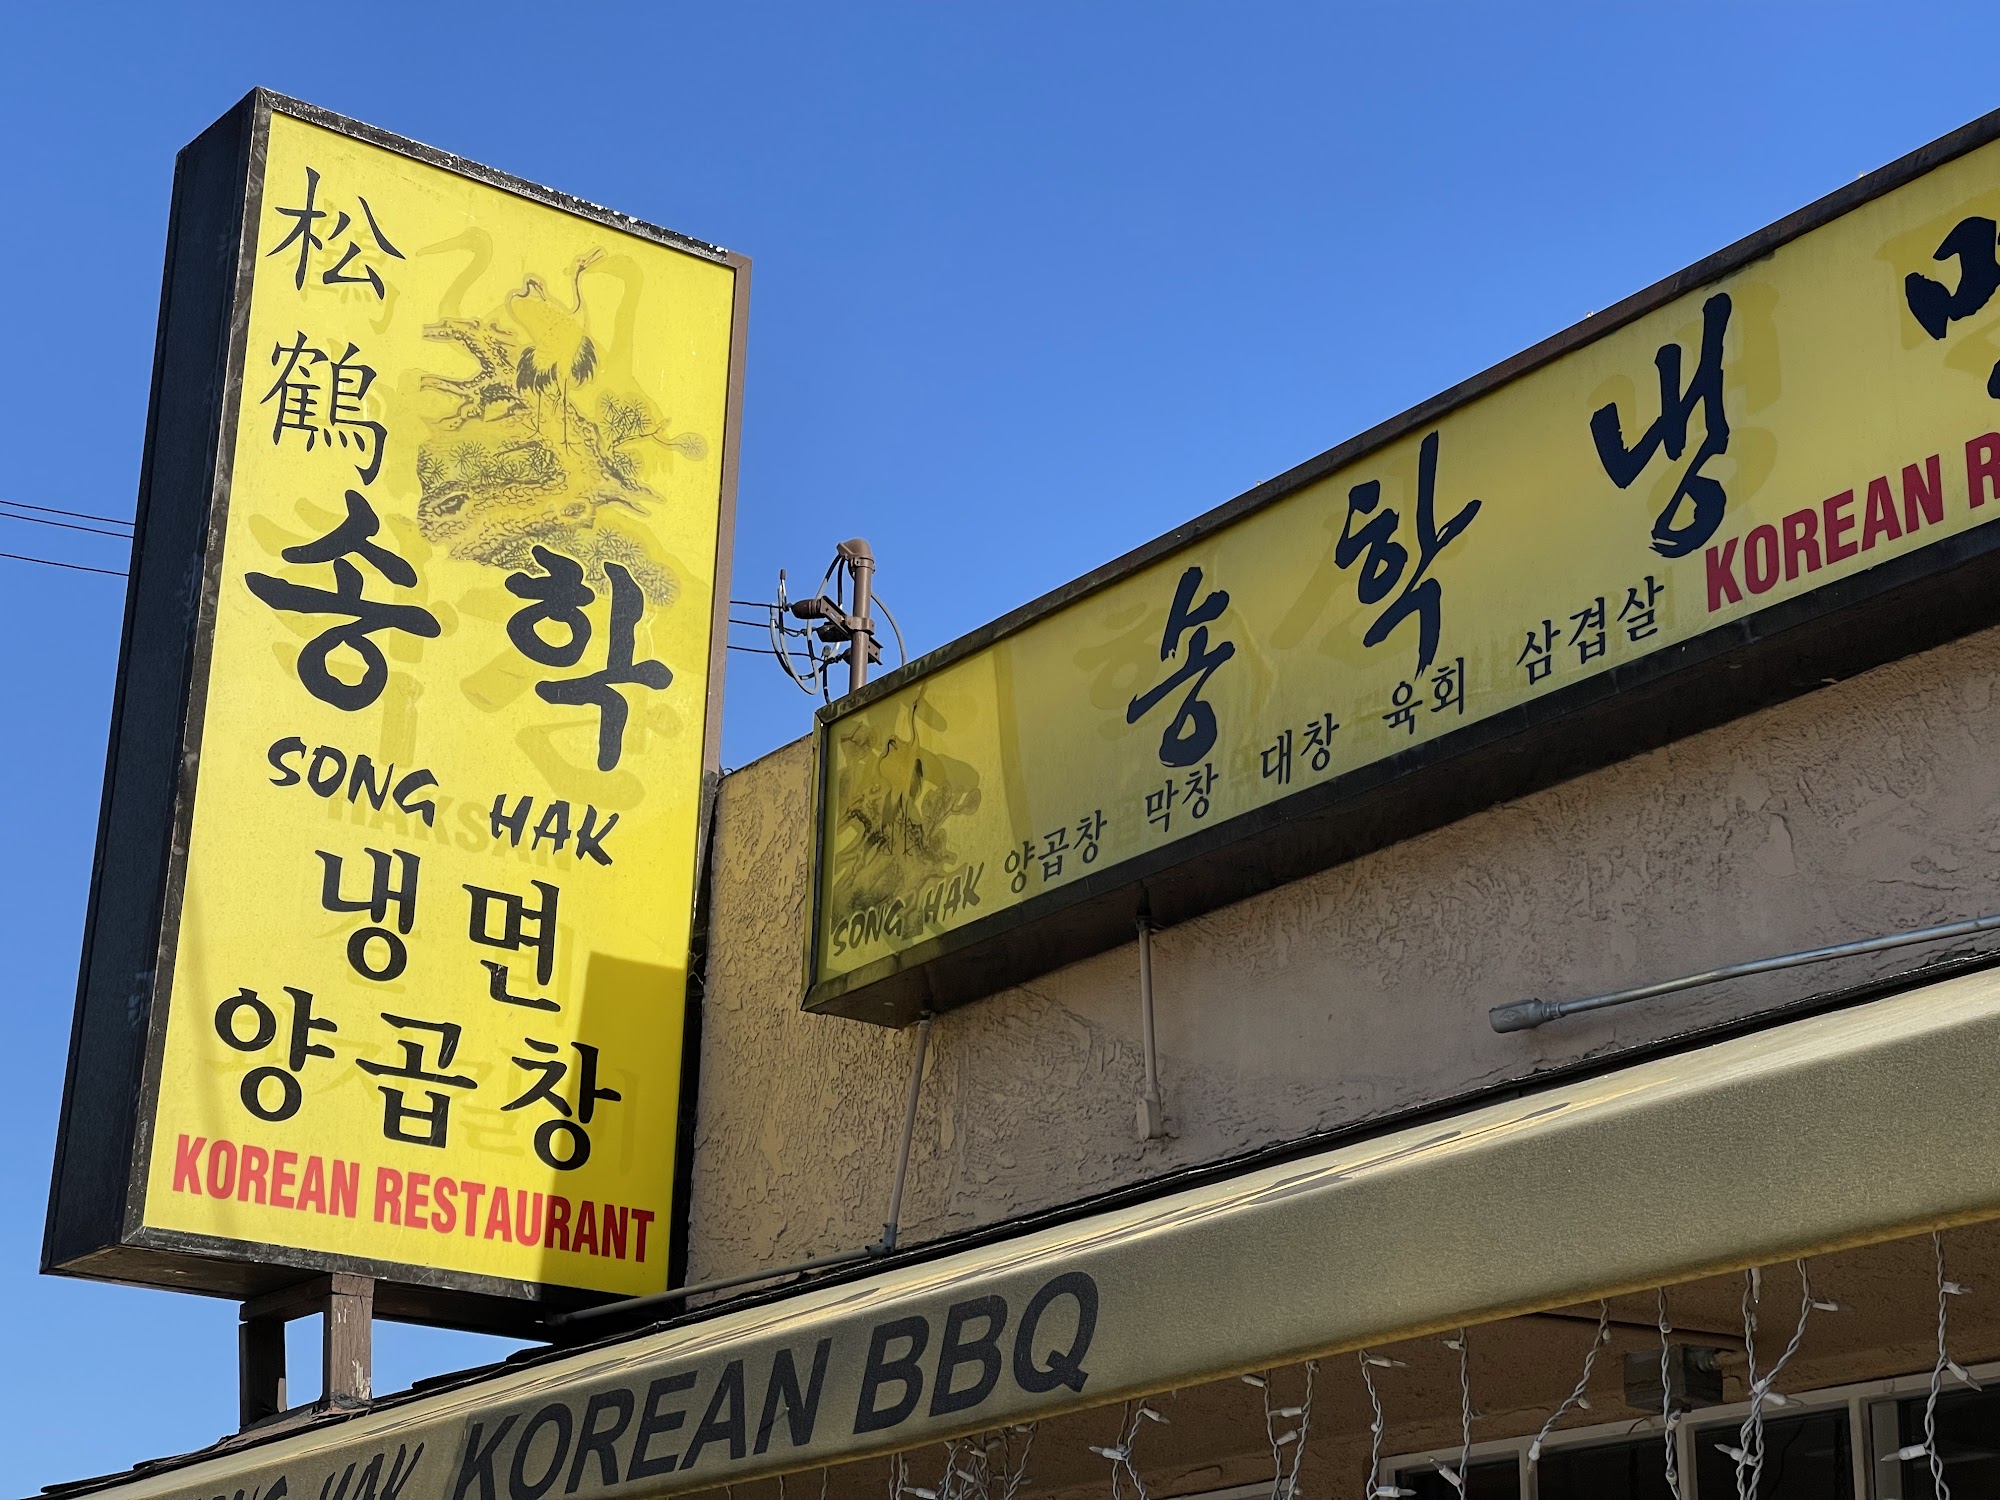 松
鶴
송학
SONG HAK
냉면
양곱창
KOREAN RESTAURANT
송 학 냉
KOREAN
SONG HAK 양곱창 막창 대창 육회 삼겹살
HAK KOREAN BBQ